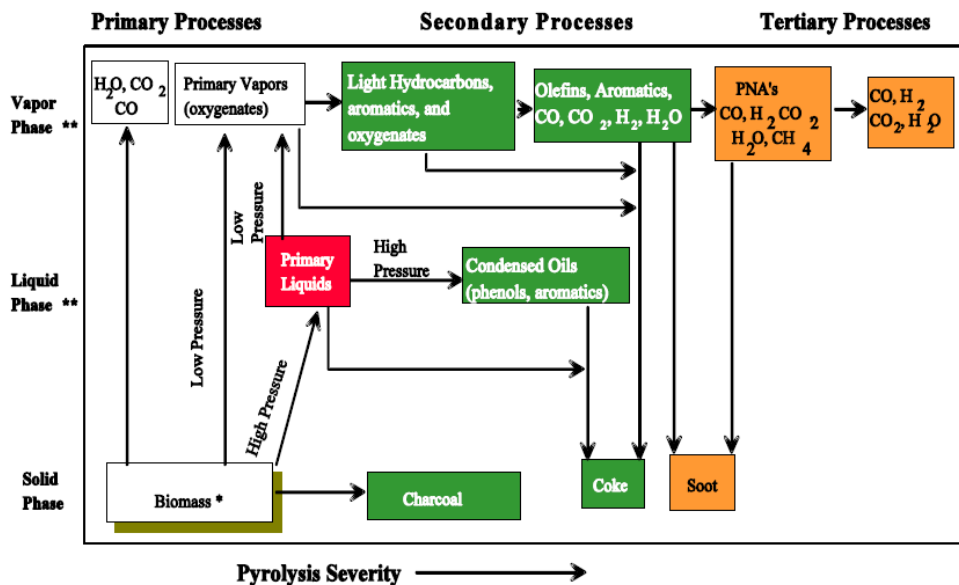 Primary Processes Secondary Processes Tertiary Processes
Vapor
Phase **
H2O, CO2
CO
Primary Vapors
(oxygenates)
Light Hydrocarbons,
aromatics, and
oxygenates
Olefins, Aromatics,
CO, CO2, H2, H2O
PNA's
CO, H2 CO2
H2O, CH4
CO, H2
CO2, H2O
Low
Pressure
Liquid
Phase **
Primary
Liquids
High
Pressure
Condensed Oils
(phenols, aromatics)
Low Pressure
High Pressure
Solid
Phase
Biomass *
Charcoal
Coke
Soot
Pyrolysis Severity